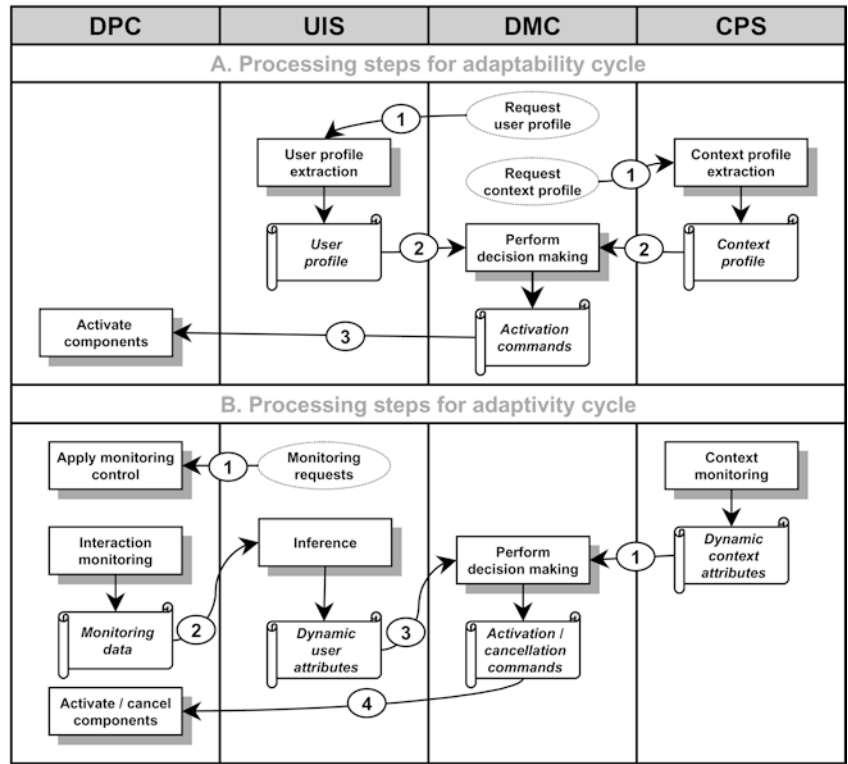 DPC
UIS
DMC
CPS
A. Processing steps for adaptability cycle
1
Request
user profile
User profile
extraction
Request
context profile
1
Context profile
extraction
User
profile
2
Perform
decision making
2
Context
profile
Activate
components
3
Activation
commands
B. Processing steps for adaptivity cycle
Apply monitoring
control
1
Monitoring
requests
Context
monitoring
Interaction
monitoring
Inference
Perform
decision making
1
Dynamic
context
attributes
Monitoring
data
2
Dynamic
user
attributes
3
Activation /
cancellation
commands
Activate / cancel
components
4